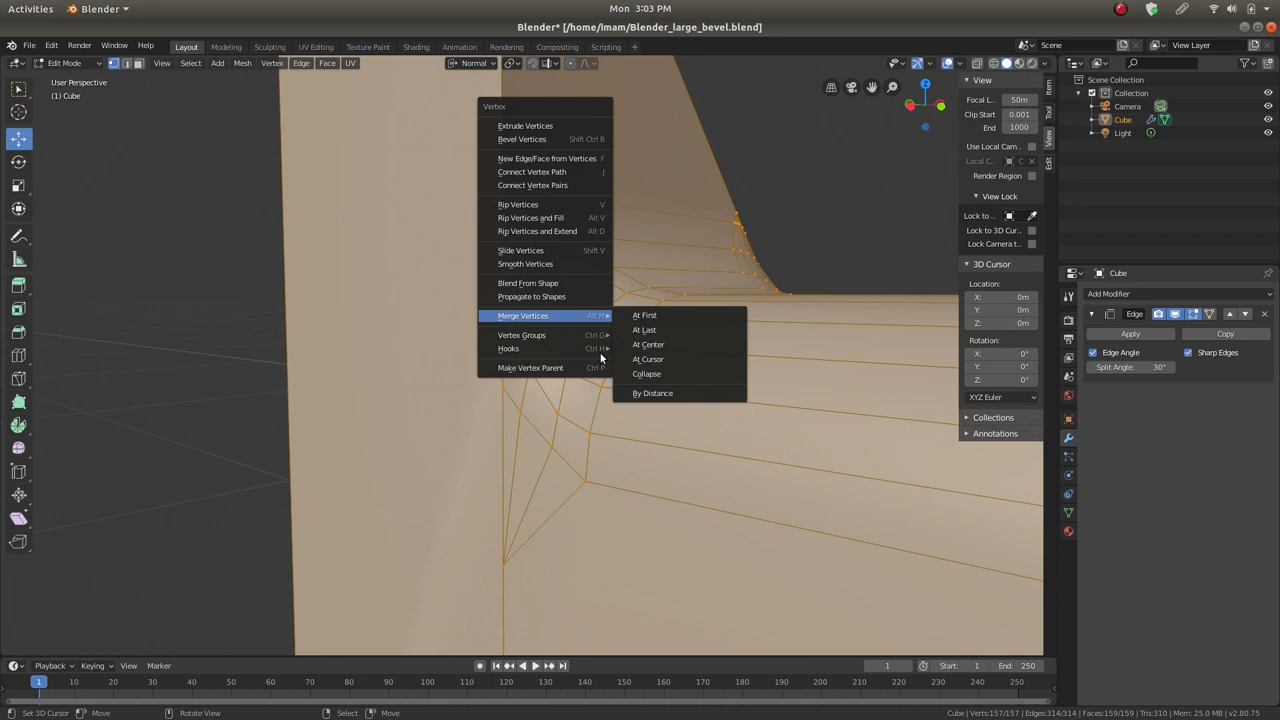 Activities Blender Mon 3:03 PM
Blender* [/home/imam/Blender_large_bevel.blend]
File Edit Render Window Help Layout Modeling Sculpting UV Editing Texture Paint Shading Animation Rendering Compositing Scripting + Scene View Layer
Edit Mode View Select Add Mesh Vertex Edge Face UV Normal
User Perspective
(1) Cube
Vertex
Extrude Vertices
Bevel Vertices Shift Ctrl B
New Edge/Face from Vertices F
Connect Vertex Path J
Connect Vertex Pairs
Rip Vertices V
Rip Vertices and Fill Alt V
Rip Vertices and Extend Alt D
Slide Vertices Shift V
Smooth Vertices
Blend From Shape
Propagate to Shapes
Merge Vertices Alt M
Vertex Groups Ctrl G
Hooks Ctrl H
Make Vertex Parent Ctrl P
At First
At Last
At Center
At Cursor
Collapse
By Distance
Z
View
Focal L... 50m
Clip Start 0.001
End 1000
Use Local Cam...
Local C...
Render Region
View Lock
Lock to ...
Lock to 3D Cur...
Lock Camera t...
3D Cursor
Location:
X: 0m
Y: 0m
Z: 0m
Rotation:
X: 0°
Y: 0°
Z: 0°
XYZ Euler
Collections
Annotations
Item
Tool
View
Edit
Scene Collection
Collection
Camera
Cube
Light
Cube
Add Modifier
Edge
Apply Copy
Edge Angle Sharp Edges
Split Angle: 30°
Playback Keying View Marker 1 Start: 1 End: 250
1 10 20 30 40 50 60 70 80 90 100 110 120 130 140 150 160 170 180 190 200 210 220 230 240 250
Set 3D Cursor Move Rotate View Select Move Cube | Verts:157/157 | Edges:314/314 | Faces:159/159 | Tris:310 | Mem: 25.0 MB | v2.80.75